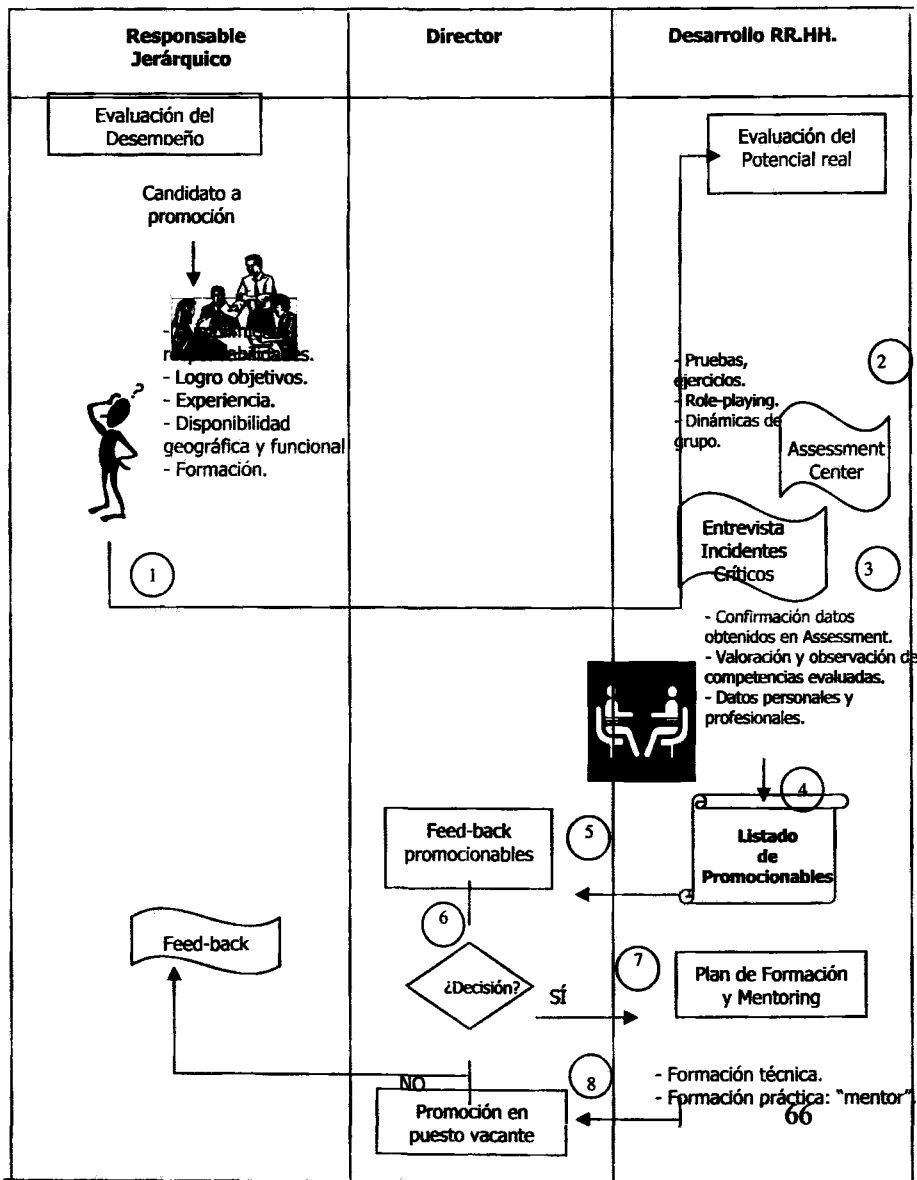 Responsable
Jerárquico
Director
Desarrollo RR.HH.
Evaluación del
Desempeño
Candidato a
promoción
responsabilidades.
- Logro objetivos.
- Experiencia.
- Disponibilidad
geográfica y funcional
- Formación.
?
1
Evaluación del
Potencial real
- Pruebas,
ejercicios.
- Role-playing.
- Dinámicas de
grupo.
2
Assessment
Center
Entrevista
Incidentes
Críticos
3
- Confirmación datos
obtenidos en Assessment.
- Valoración y observación de
competencias evaluadas.
- Datos personales y
profesionales.
4
Listado
de
Promocionables
5
Feed-back
promocionables
6
¿Decisión?
SÍ
7
Plan de Formación
y Mentoring
Feed-back
NO
8
- Formación técnica.
- Formación práctica: "mentor".
Promoción en
puesto vacante
66